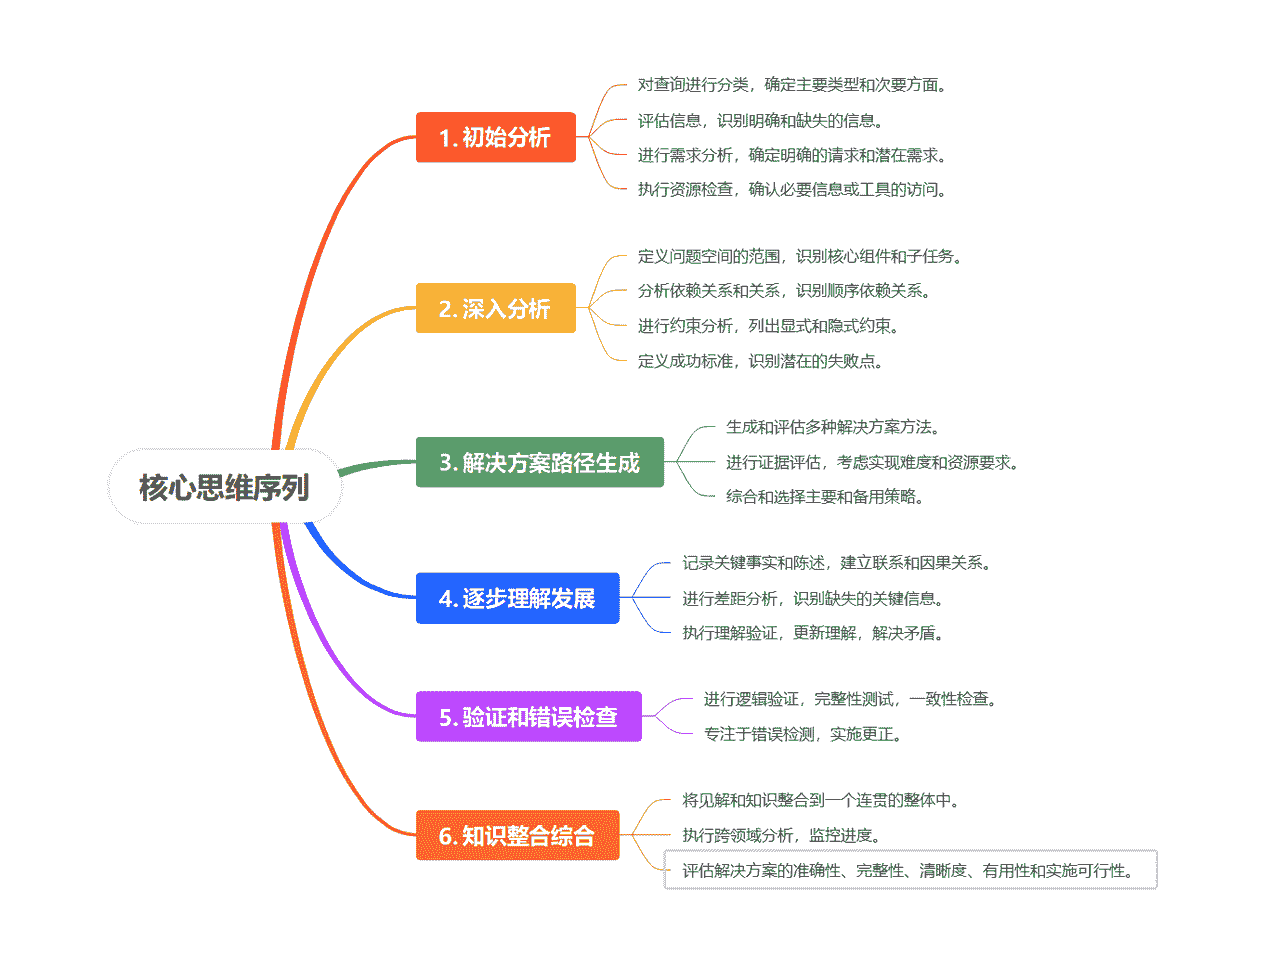 核心思维序列
1. 初始分析
对查询进行分类，确定主要类型和次要方面。
评估信息，识别明确和缺失的信息。
进行需求分析，确定明确的请求和潜在需求。
执行资源检查，确认必要信息或工具的访问。
2. 深入分析
定义问题空间的范围，识别核心组件和子任务。
分析依赖关系和关系，识别顺序依赖关系。
进行约束分析，列出显式和隐式约束。
定义成功标准，识别潜在的失败点。
3. 解决方案路径生成
生成和评估多种解决方案方法。
进行证据评估，考虑实现难度和资源要求。
综合和选择主要和备用策略。
4. 逐步理解发展
记录关键事实和陈述，建立联系和因果关系。
进行差距分析，识别缺失的关键信息。
执行理解验证，更新理解，解决矛盾。
5. 验证和错误检查
进行逻辑验证，完整性测试，一致性检查。
专注于错误检测，实施更正。
6. 知识整合综合
将见解和知识整合到一个连贯的整体中。
执行跨领域分析，监控进度。
评估解决方案的准确性、完整性、清晰度、有用性和实施可行性。